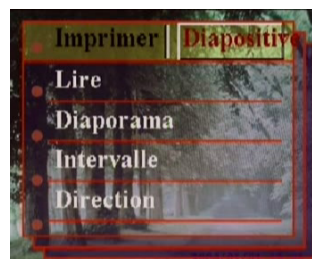 Imprimer Diapositive
Lire
Diaporama
Intervalle
Direction